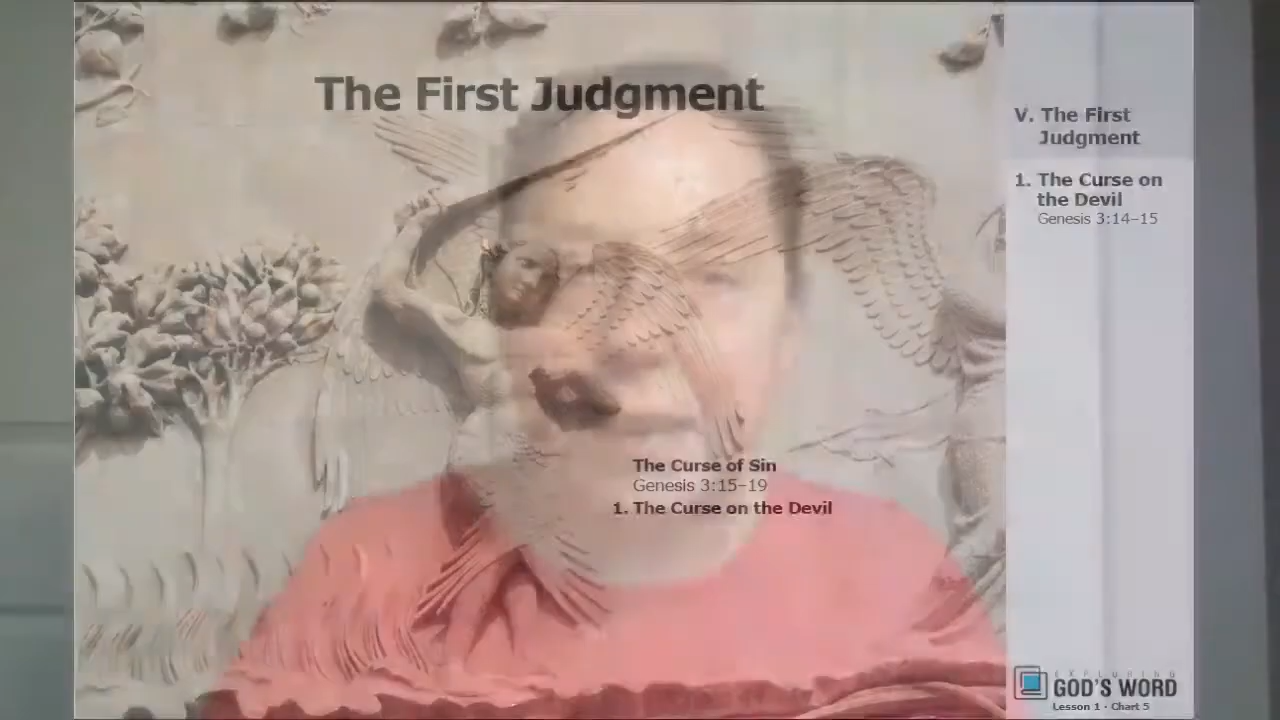 The First Judgment
The Curse of Sin
Genesis 3:15–19
1. The Curse on the Devil
V. The First
Judgment
1. The Curse on
the Devil
Genesis 3:14–15
EXPLORING
GOD'S WORD
Lesson 1 · Chart 5